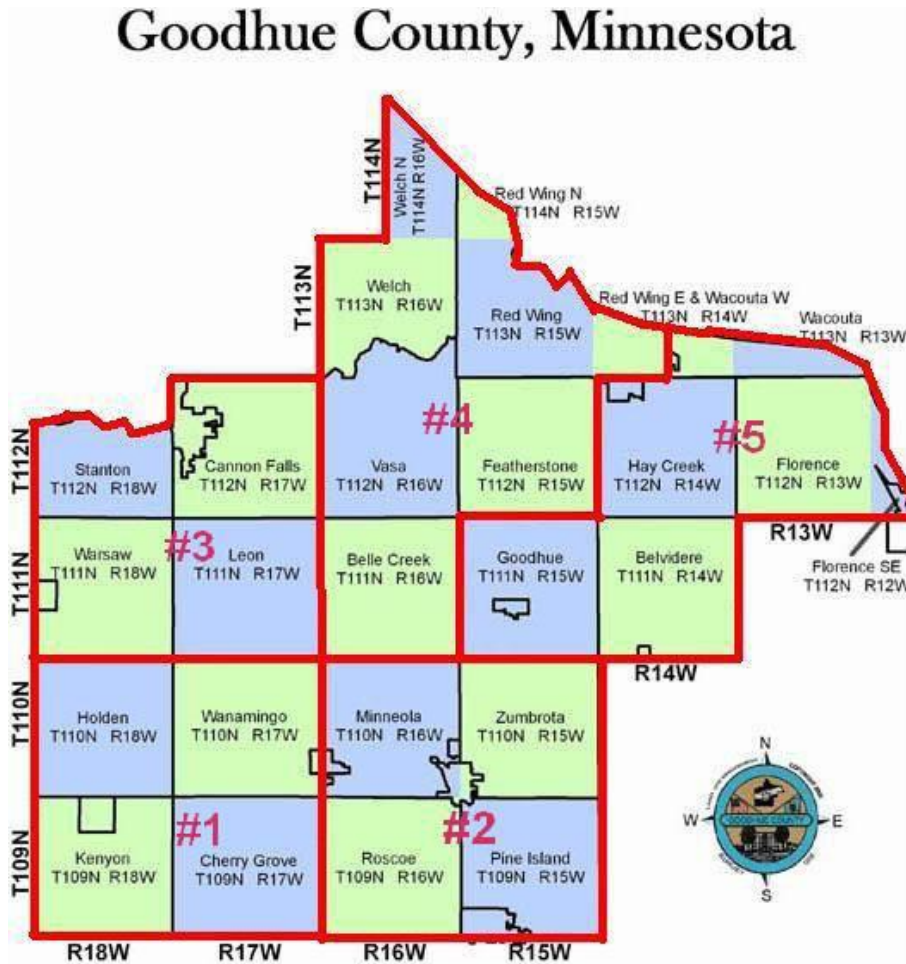 Goodhue County, Minnesota
T114N
Welch N
T114N R16W
Red Wing N
T114N R15W
T113N
Welch
T113N R16W
Red Wing
T113N R15W
Red Wing E & Wacouta W
T113N R14W
Wacouta
T113N R13W
T112N
Stanton
T112N R18W
Cannon Falls
T112N R17W
Vasa
T112N R16W
#4
Featherstone
T112N R15W
Hay Creek
T112N R14W
#5
Florence
T112N R13W
R13W
Florence SE
T112N R12W
T111N
Warsaw
T111N R18W
#3
Leon
T111N R17W
Belle Creek
T111N R16W
Goodhue
T111N R15W
Belvidere
T111N R14W
R14W
T110N
Holden
T110N R18W
Wanamingo
T110N R17W
Minneola
T110N R16W
Zumbrota
T110N R15W
T109N
Kenyon
T109N R18W
#1
Cherry Grove
T109N R17W
Roscoe
T109N R16W
#2
Pine Island
T109N R15W
R18W
R17W
R16W
R15W
N
W
E
S
GOODHUE COUNTY